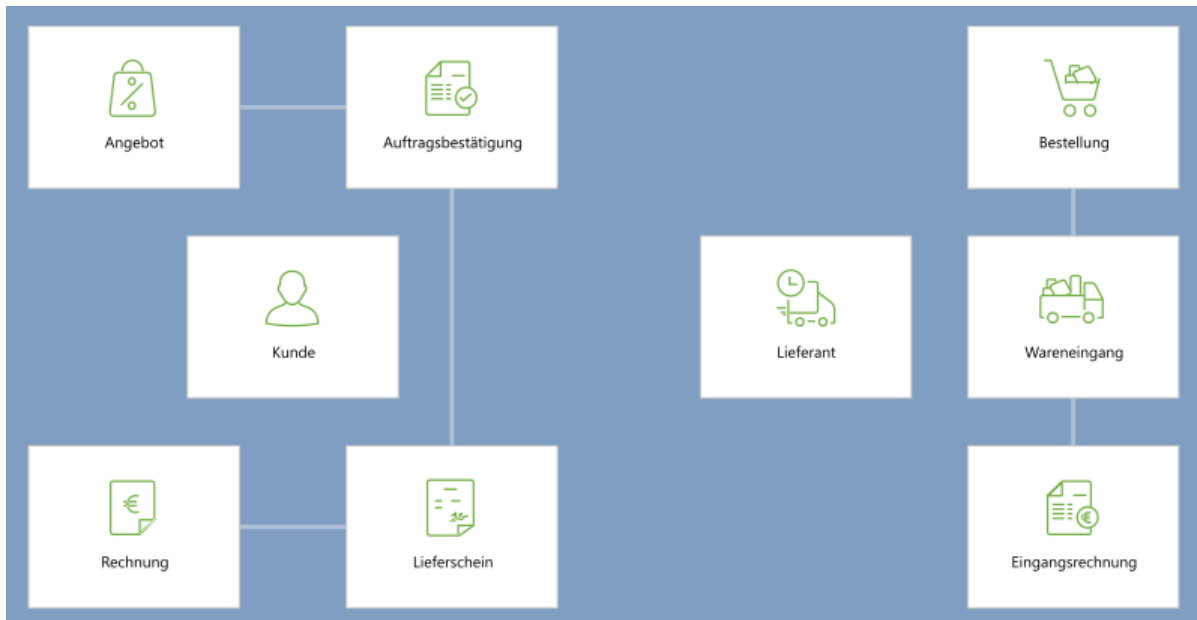 Angebot
Auftragsbestätigung
Bestellung
Kunde
Lieferant
Wareneingang
Rechnung
Lieferschein
Eingangsrechnung